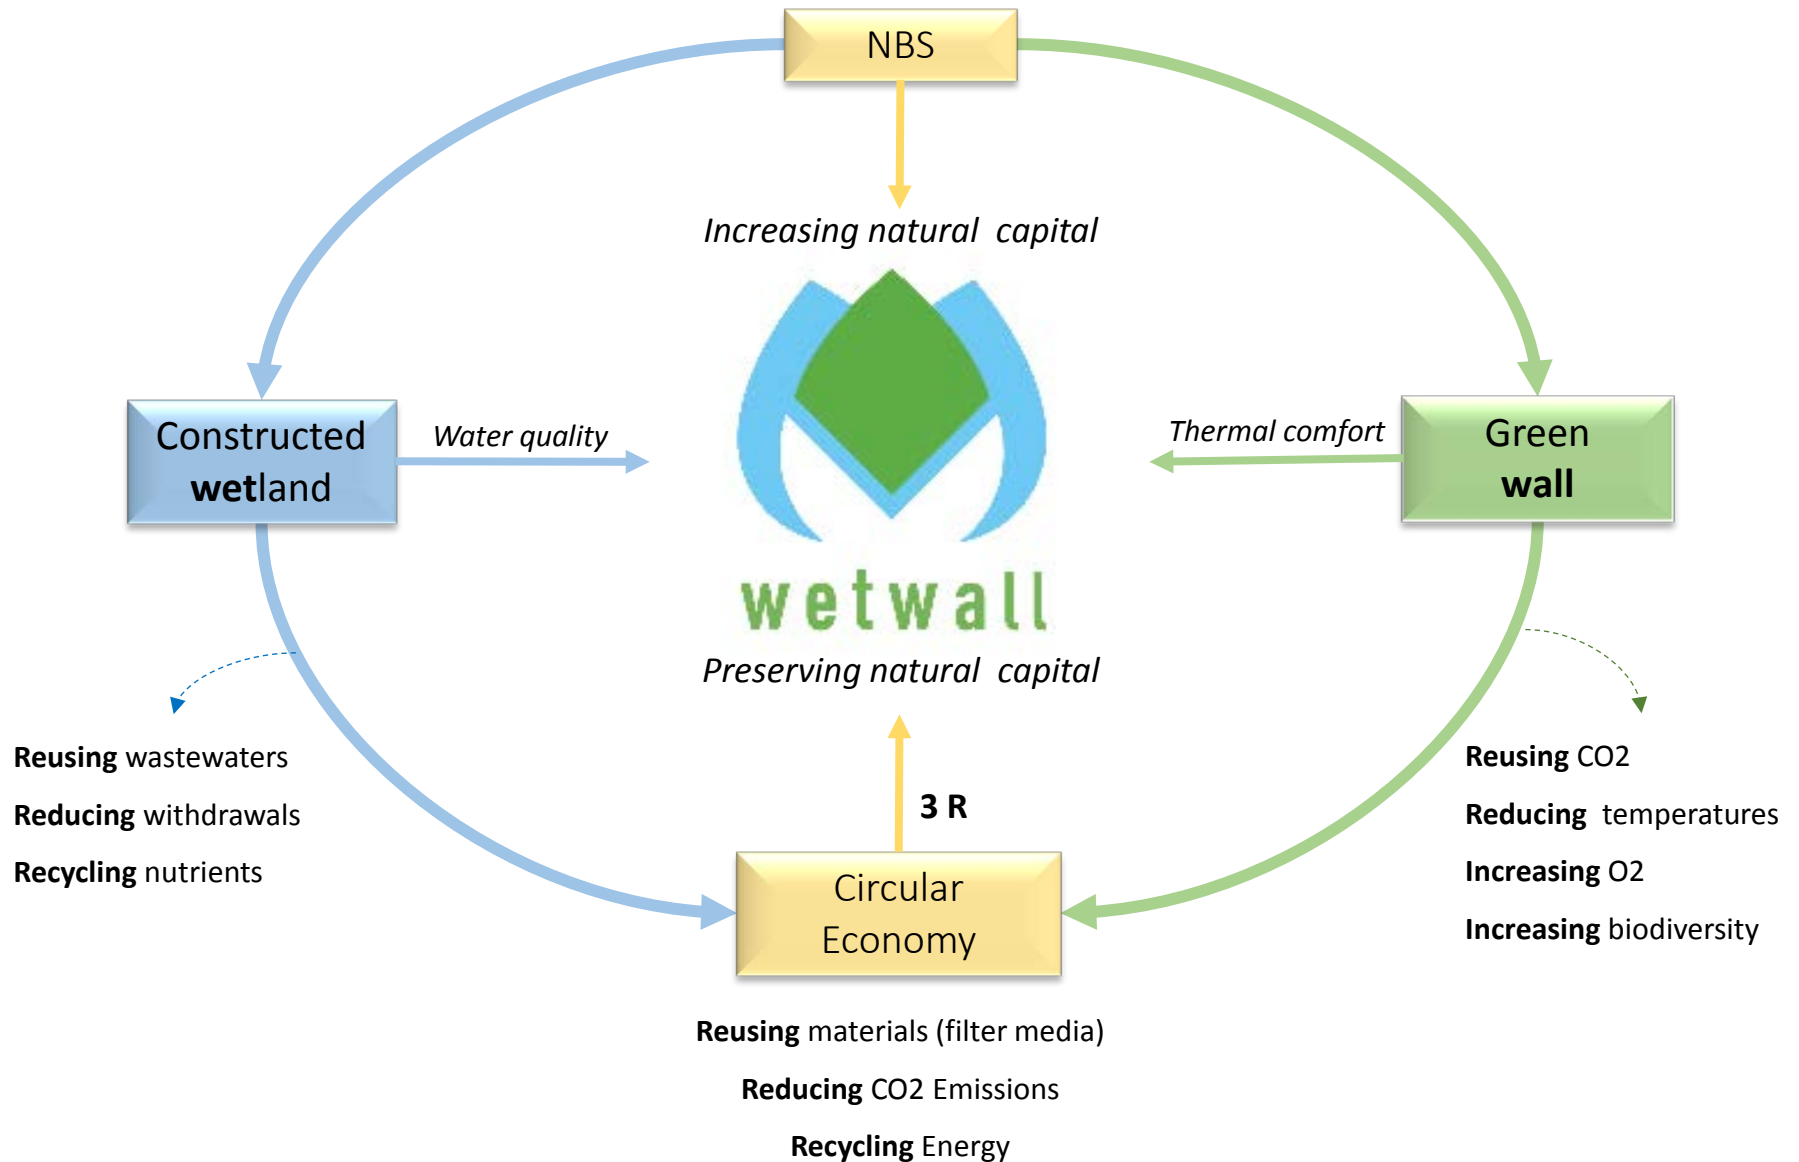 NBS
Increasing natural capital
Constructed
wetland
Water quality
Thermal comfort
Green
wall
wetwall
Preserving natural capital
Reusing wastewaters
Reducing withdrawals
Recycling nutrients
Reusing CO2
Reducing temperatures
Increasing O2
Increasing biodiversity
3 R
Circular
Economy
Reusing materials (filter media)
Reducing CO2 Emissions
Recycling Energy